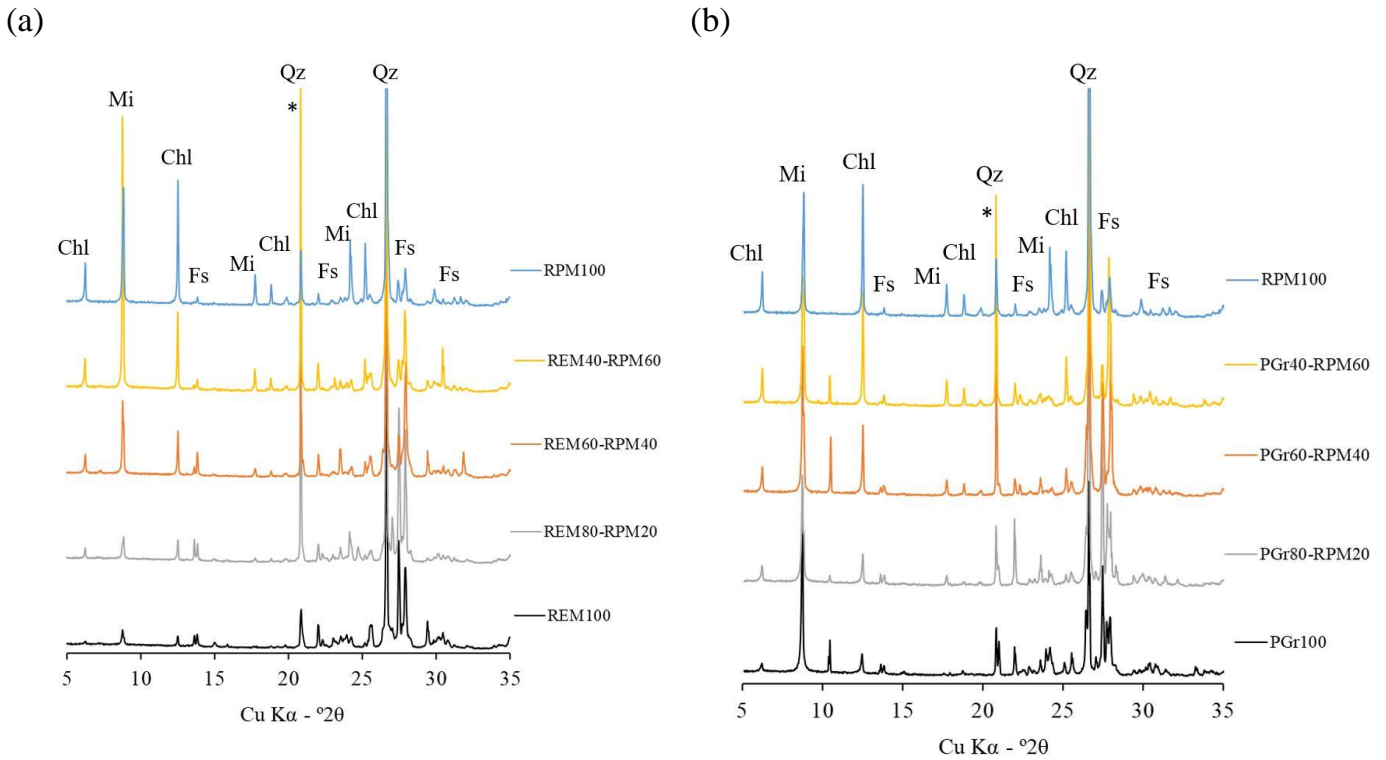 (a)
Qz
Qz
*
Mi
Chl
Chl
Mi
Chl
Chl
Fs
Fs
Mi
Fs
Fs
RPM100
REM40-RPM60
REM60-RPM40
REM80-RPM20
REM100
5 10 15 20 25 30 35
Cu Kα - º2θ
(b)
Qz
Chl
Mi
Qz
*
Chl
Fs
Mi
Chl
Chl
Mi
Fs
Fs
Fs
RPM100
PGr40-RPM60
PGr60-RPM40
PGr80-RPM20
PGr100
5 10 15 20 25 30 35
Cu Kα - º2θ